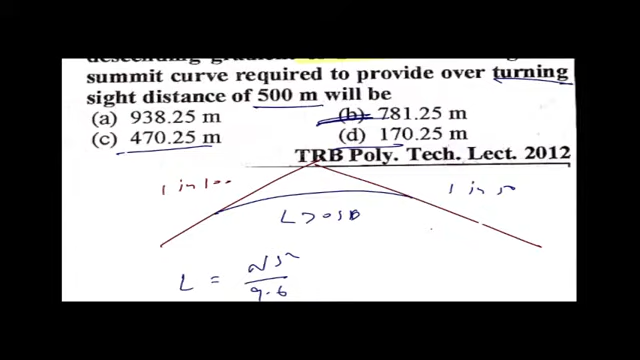 summit curve required to provide over turning
sight distance of 500 m will be
(a) 938.25 m (b) 781.25 m
(c) 470.25 m (d) 170.25 m
TRB Poly. Tech. Lect. 2012
1 in 100 1 in 50
L > OSD
L = NS²
9.6